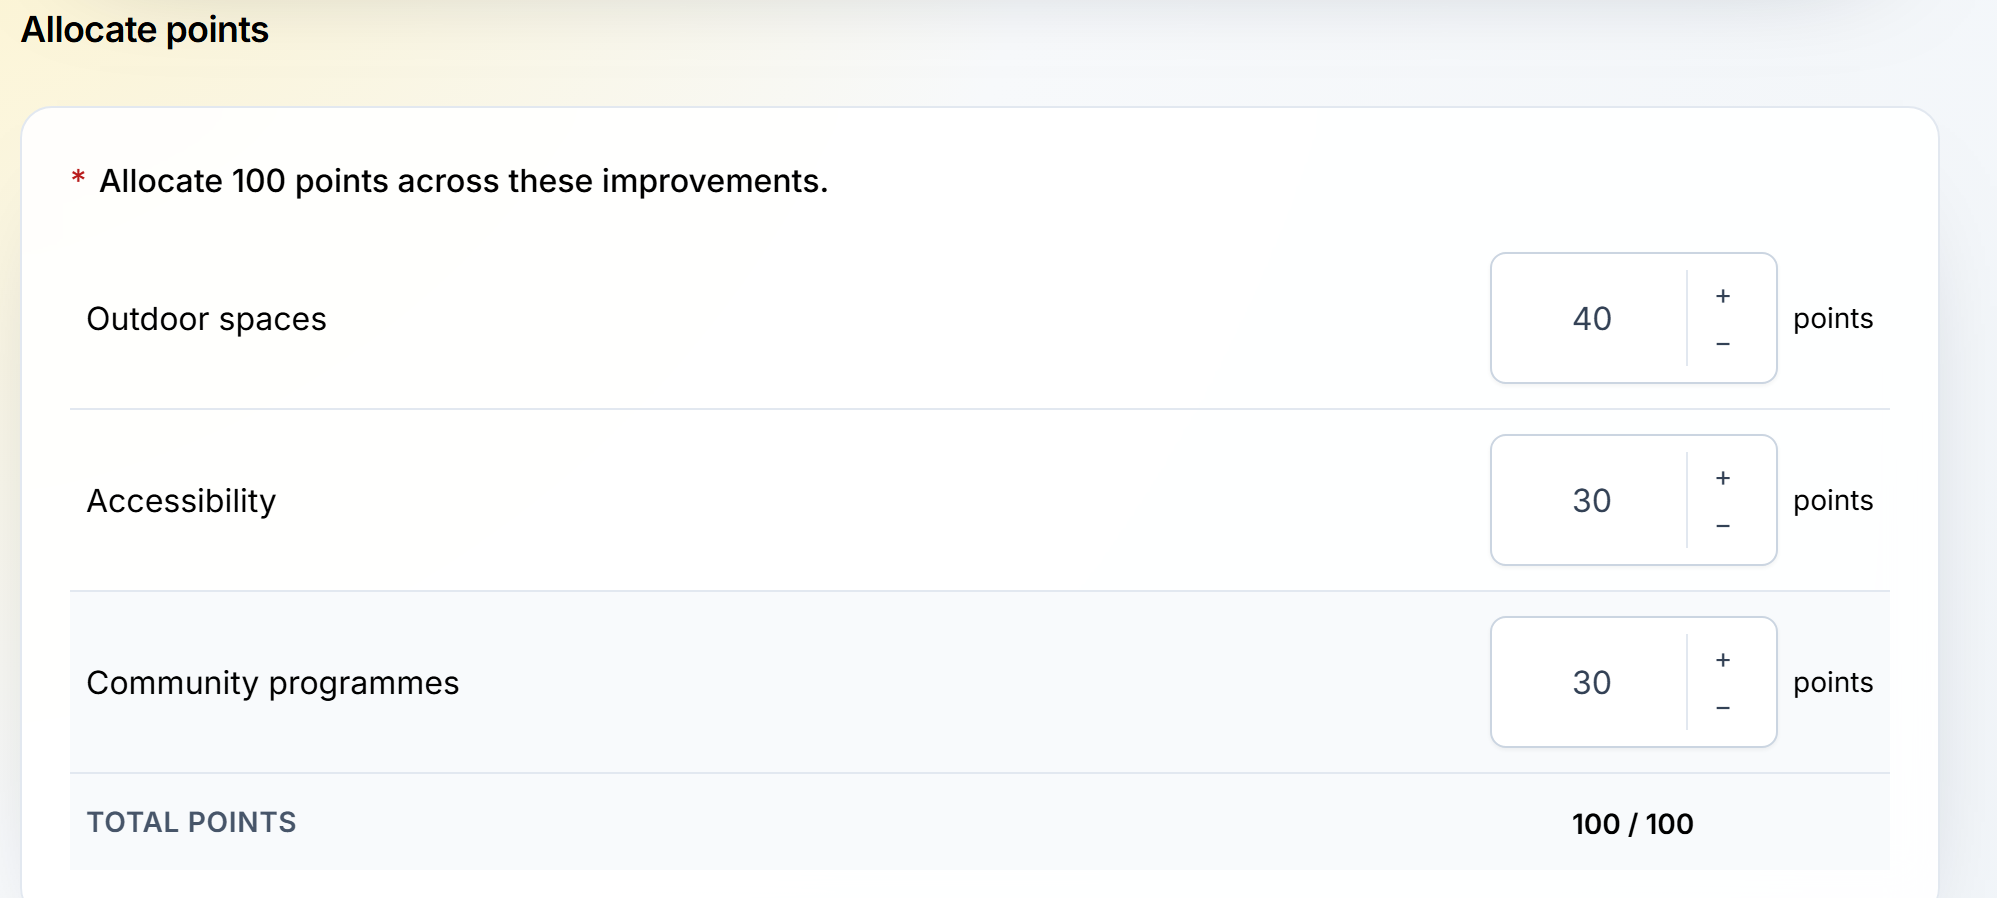 Allocate points
* Allocate 100 points across these improvements.
Outdoor spaces 40 + − points
Accessibility 30 + − points
Community programmes 30 + − points
TOTAL POINTS 100 / 100